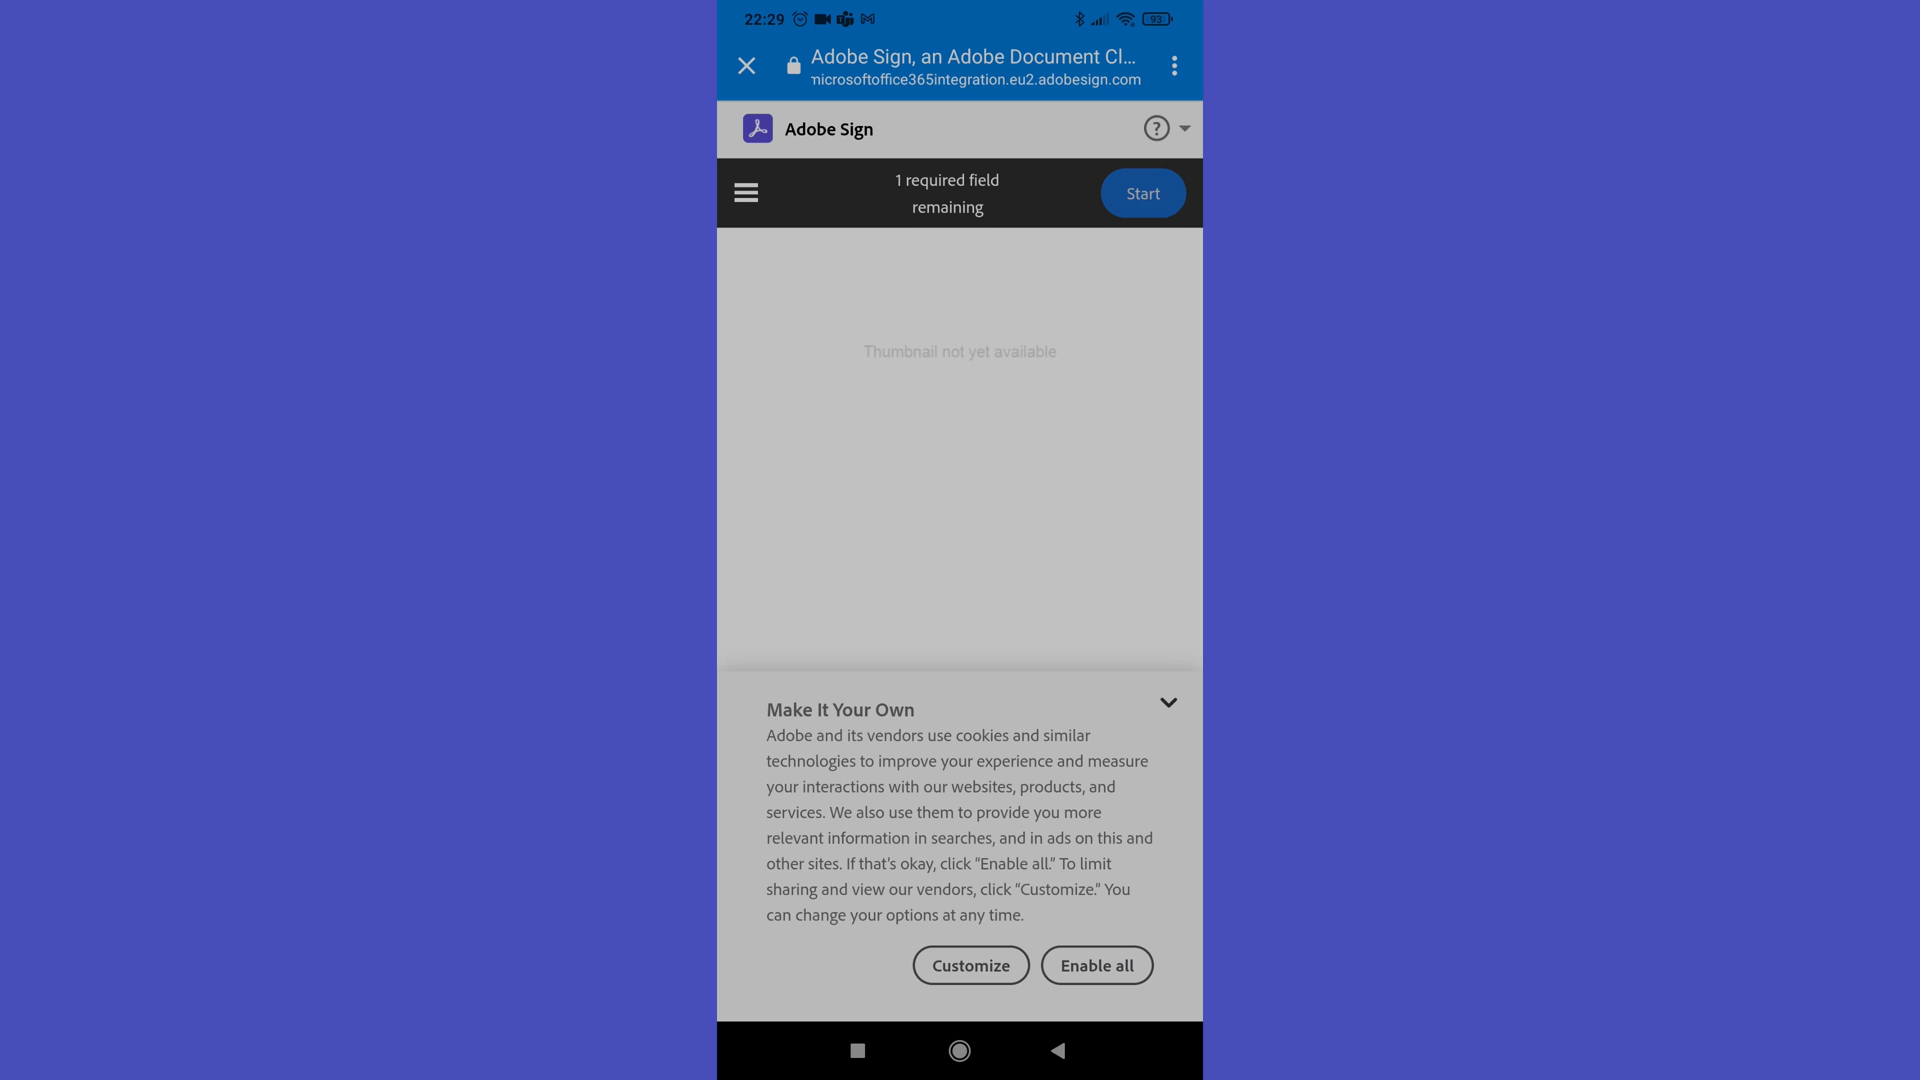 22:29
93
Adobe Sign, an Adobe Document Cl...
microsoftoffice365integration.eu2.adobesign.com
Adobe Sign
?
1 required field
remaining
Start
Thumbnail not yet available
Make It Your Own
Adobe and its vendors use cookies and similar
technologies to improve your experience and measure
your interactions with our websites, products, and
services. We also use them to provide you more
relevant information in searches, and in ads on this and
other sites. If that’s okay, click “Enable all.” To limit
sharing and view our vendors, click “Customize.” You
can change your options at any time.
Customize
Enable all